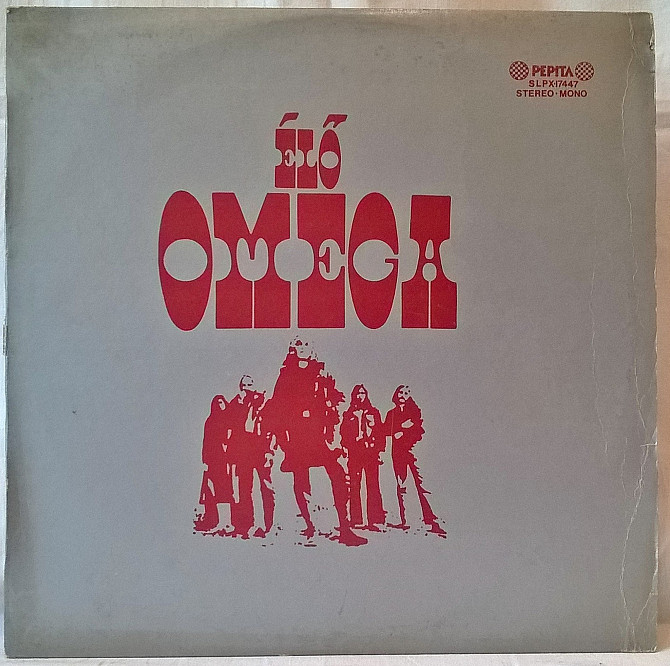 PEPITA
SLPX-17447
STEREO · MONO
ÉLŐ
OMEGA